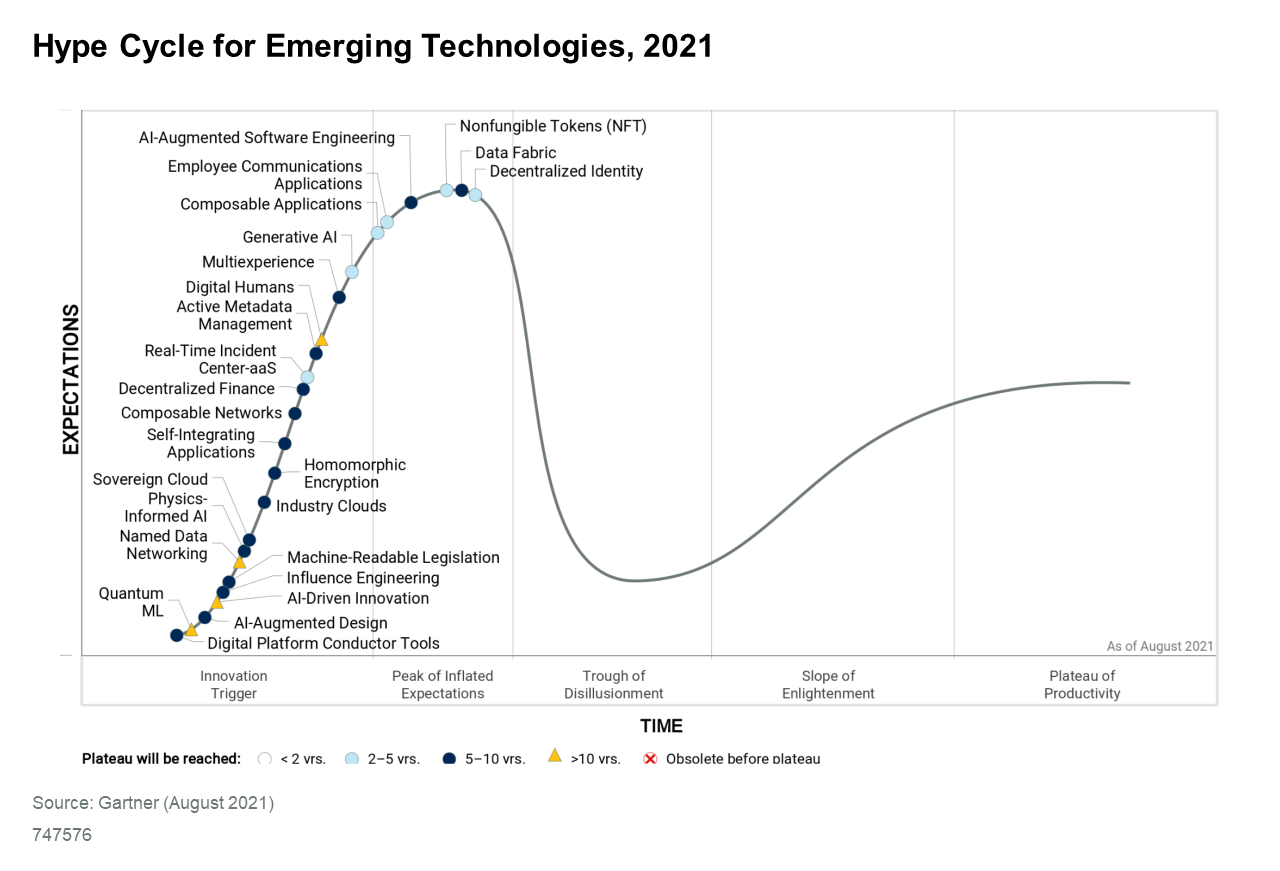 Hype Cycle for Emerging Technologies, 2021
Nonfungible Tokens (NFT)
AI-Augmented Software Engineering
Data Fabric
Employee Communications
Applications
Decentralized Identity
Composable Applications
Generative AI
Multiexperience
Digital Humans
Active Metadata
Management
Real-Time Incident
Center-aaS
Decentralized Finance
Composable Networks
Self-Integrating
Applications
Homomorphic
Encryption
Sovereign Cloud
Physics-
Informed AI
Industry Clouds
Named Data
Networking
Machine-Readable Legislation
Influence Engineering
Quantum
ML
AI-Driven Innovation
AI-Augmented Design
Digital Platform Conductor Tools
EXPECTATIONS
As of August 2021
Innovation
Trigger
Peak of Inflated
Expectations
Trough of
Disillusionment
Slope of
Enlightenment
Plateau of
Productivity
TIME
Plateau will be reached: < 2 yrs. 2–5 yrs. 5–10 yrs. >10 yrs. Obsolete before plateau
Source: Gartner (August 2021)
747576